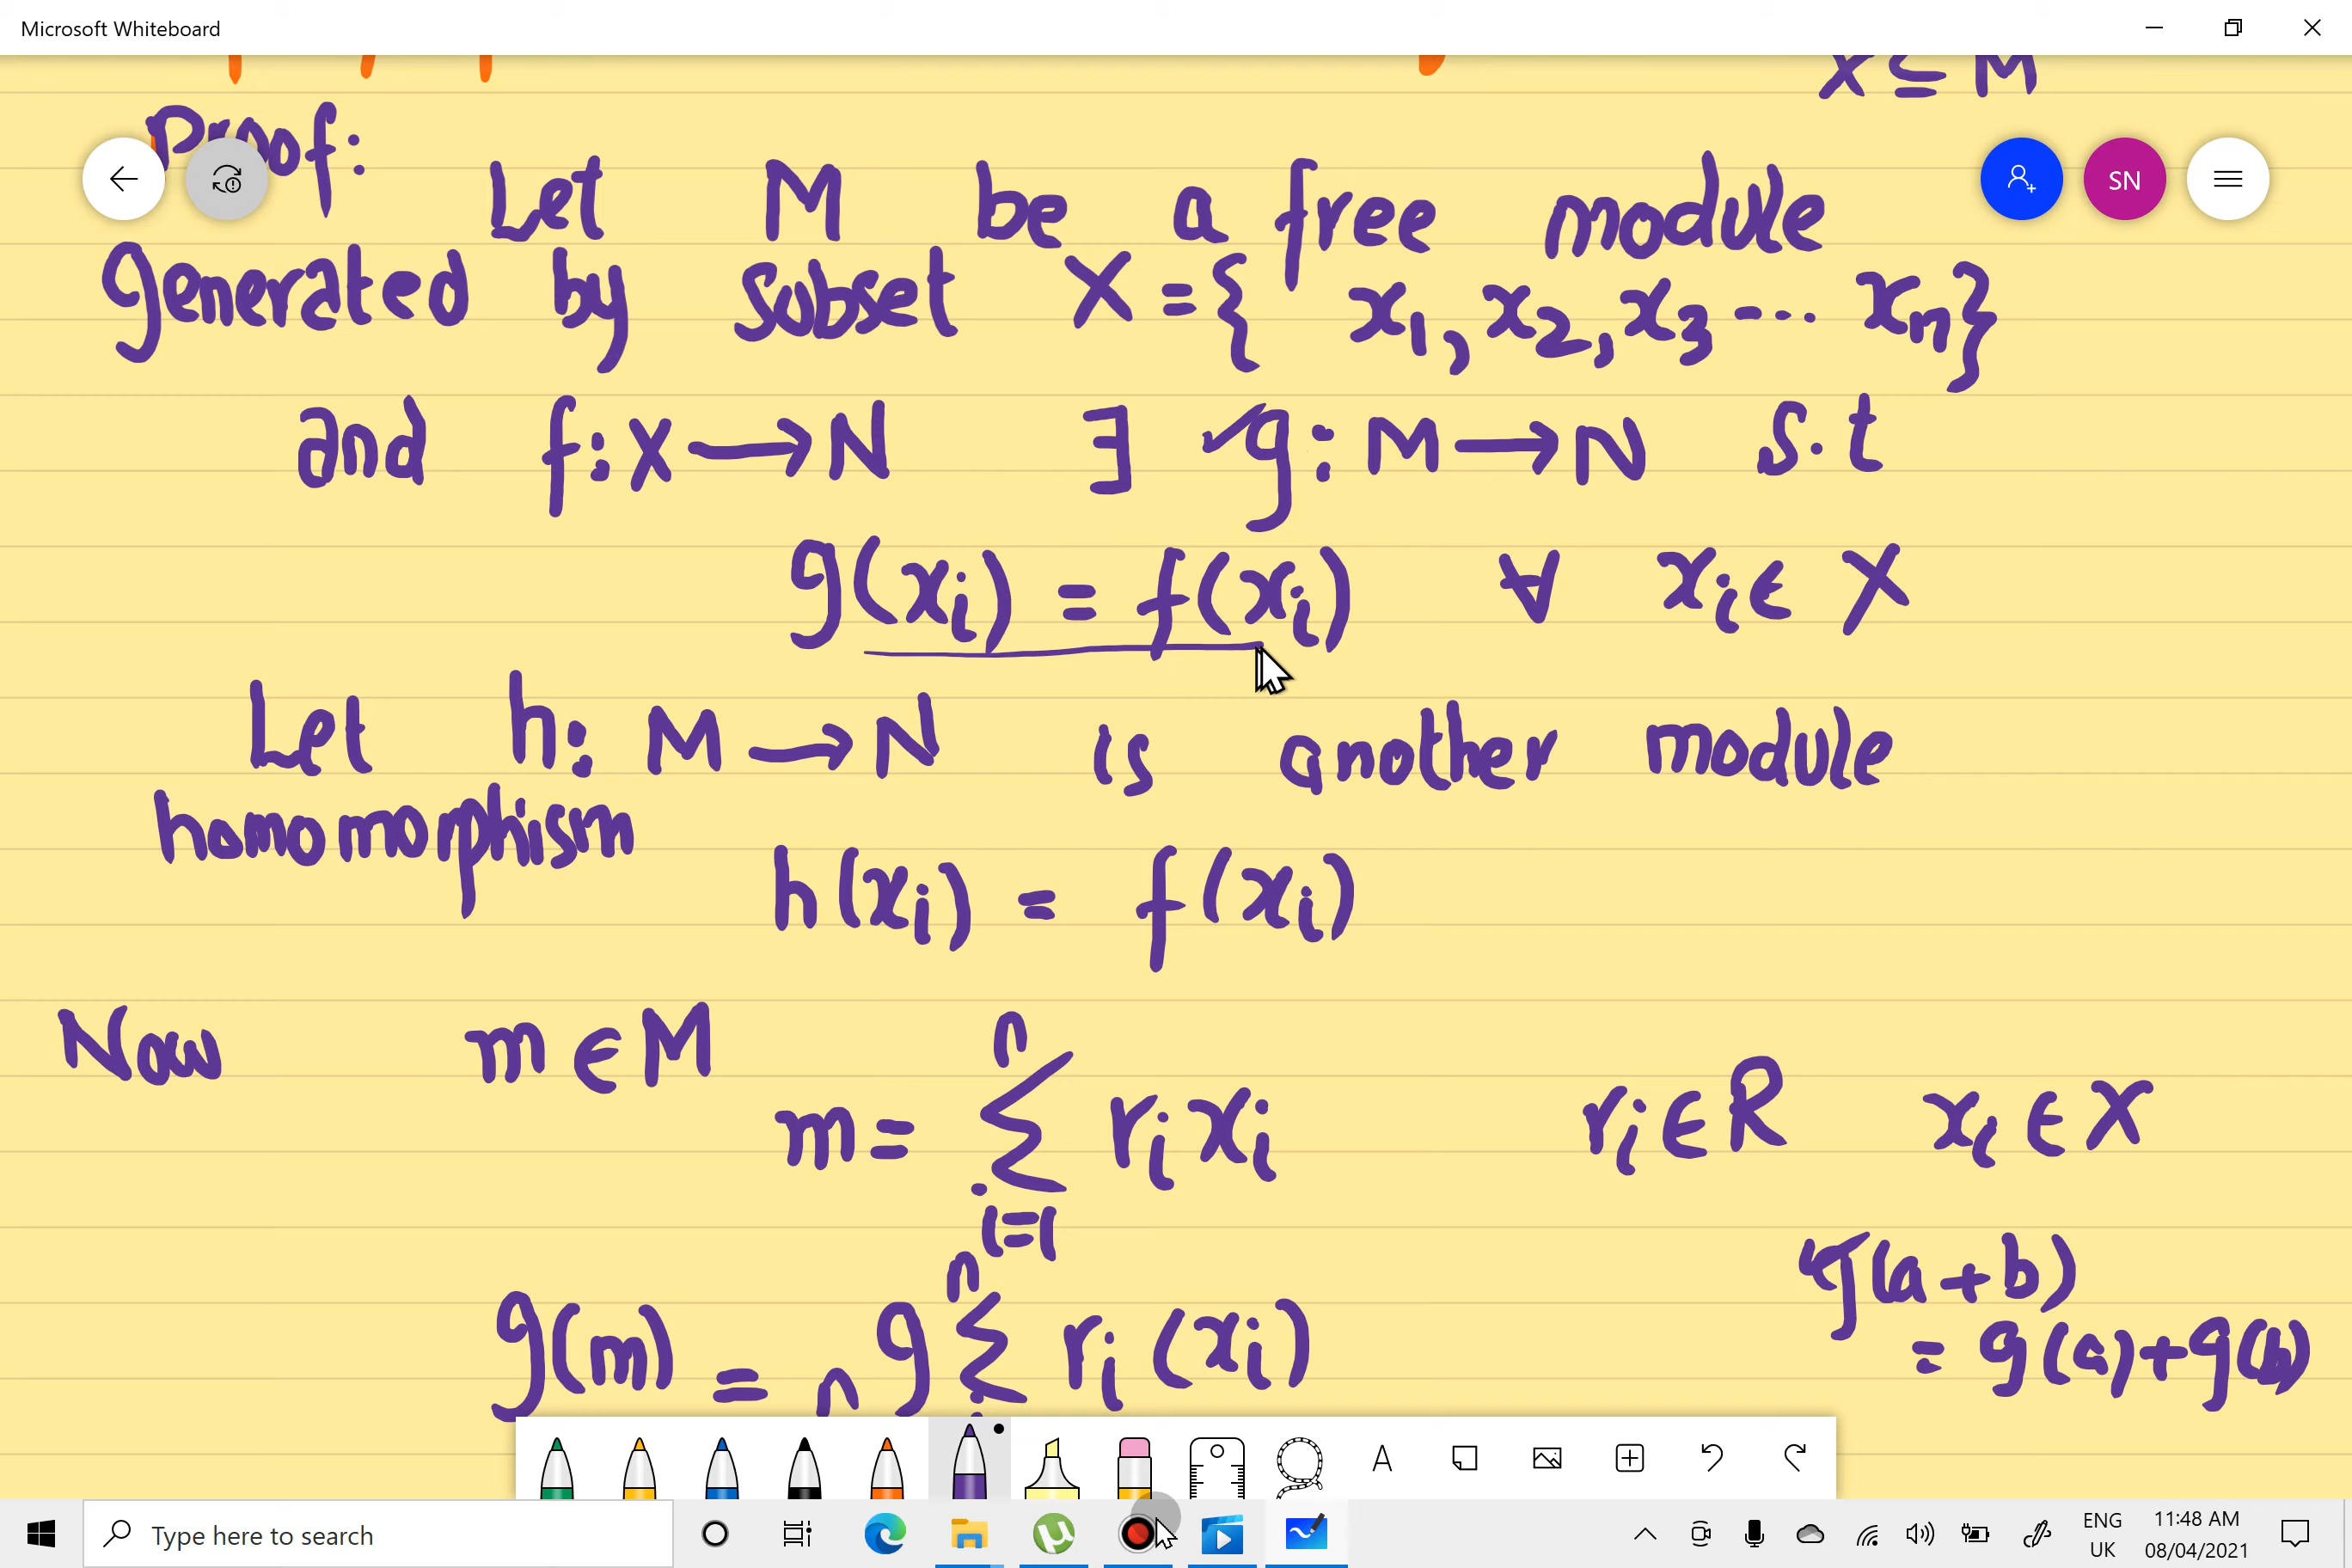 Microsoft Whiteboard
X ⊆ M
Proof:
Let M be a free module
generated by subset X = { x1, x2, x3 --... xn}
and f: X → N ∃ g: M → N s.t
g(xi) = f(xi) ∀ xi ∈ X
SN
Let h: M → N is another module
homomorphism
h(xi) = f(xi)
Now m ∈ M
m = ∑ⁿᵢ₌₁ ri xi ri ∈ R xi ∈ X
g(a+b)
= g(a)+g(b)
g(m) = g ∑ⁿ ri (xi)
n
A
Type here to search
ENG
UK
11:48 AM
08/04/2021